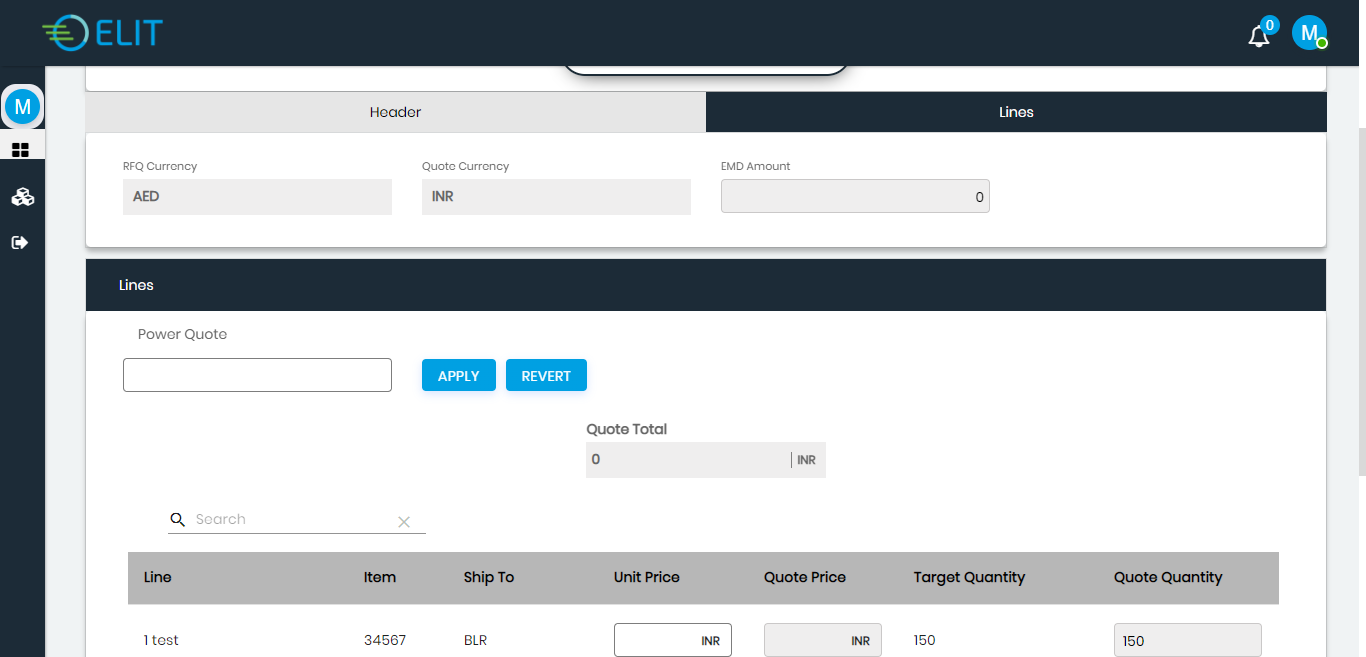 ELIT
0
M
M
Header Lines
RFQ Currency Quote Currency EMD Amount
AED INR 0
Lines
Power Quote
APPLY REVERT
Quote Total
0 INR
Search
Line Item Ship To Unit Price Quote Price Target Quantity Quote Quantity
1 test 34567 BLR INR INR 150 150